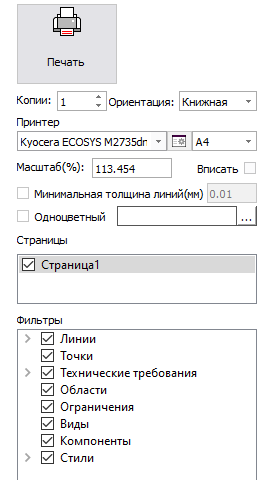 Печать
Копии: 1 Ориентация: Книжная
Принтер
Kyocera ECOSYS M2735dn A4
Масштаб(%): 113.454 Вписать
Минимальная толщина линий(мм) 0.01
Одноцветный ...
Страницы
Страница1
Фильтры
Линии
Точки
Технические требования
Области
Ограничения
Виды
Компоненты
Стили